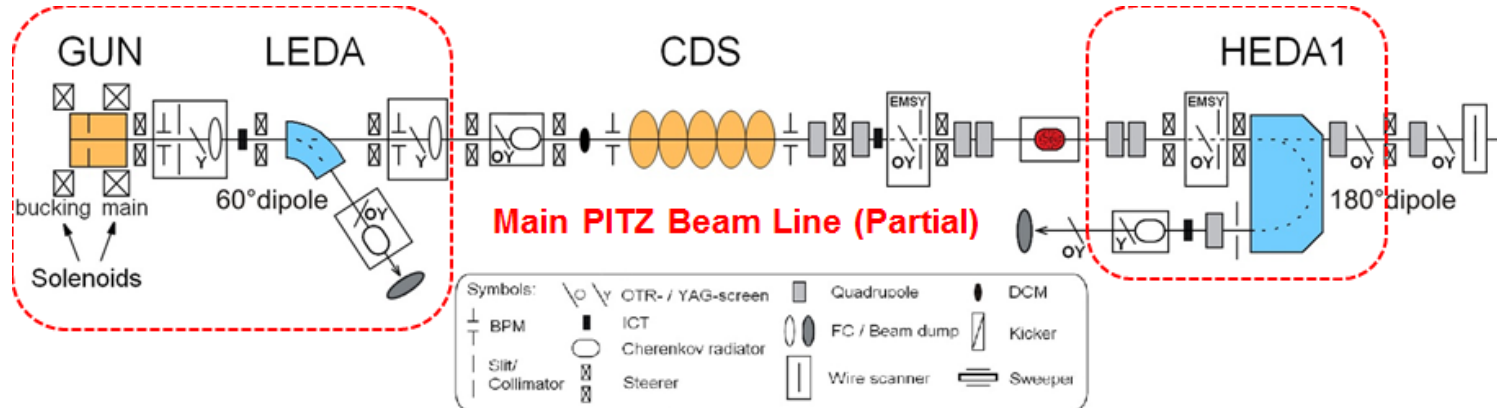 GUN LEDA CDS HEDA1
EMSY EMSY
Y Y OY OY OY OY OY
bucking main 60°dipole 180°dipole
OY Y OY
Solenoids
Main PITZ Beam Line (Partial)
Symbols: OTR- / YAG-screen Quadrupole DCM
O Y
BPM ICT FC / Beam dump Kicker
Cherenkov radiator
Slit/
Collimator Steerer Wire scanner Sweeper